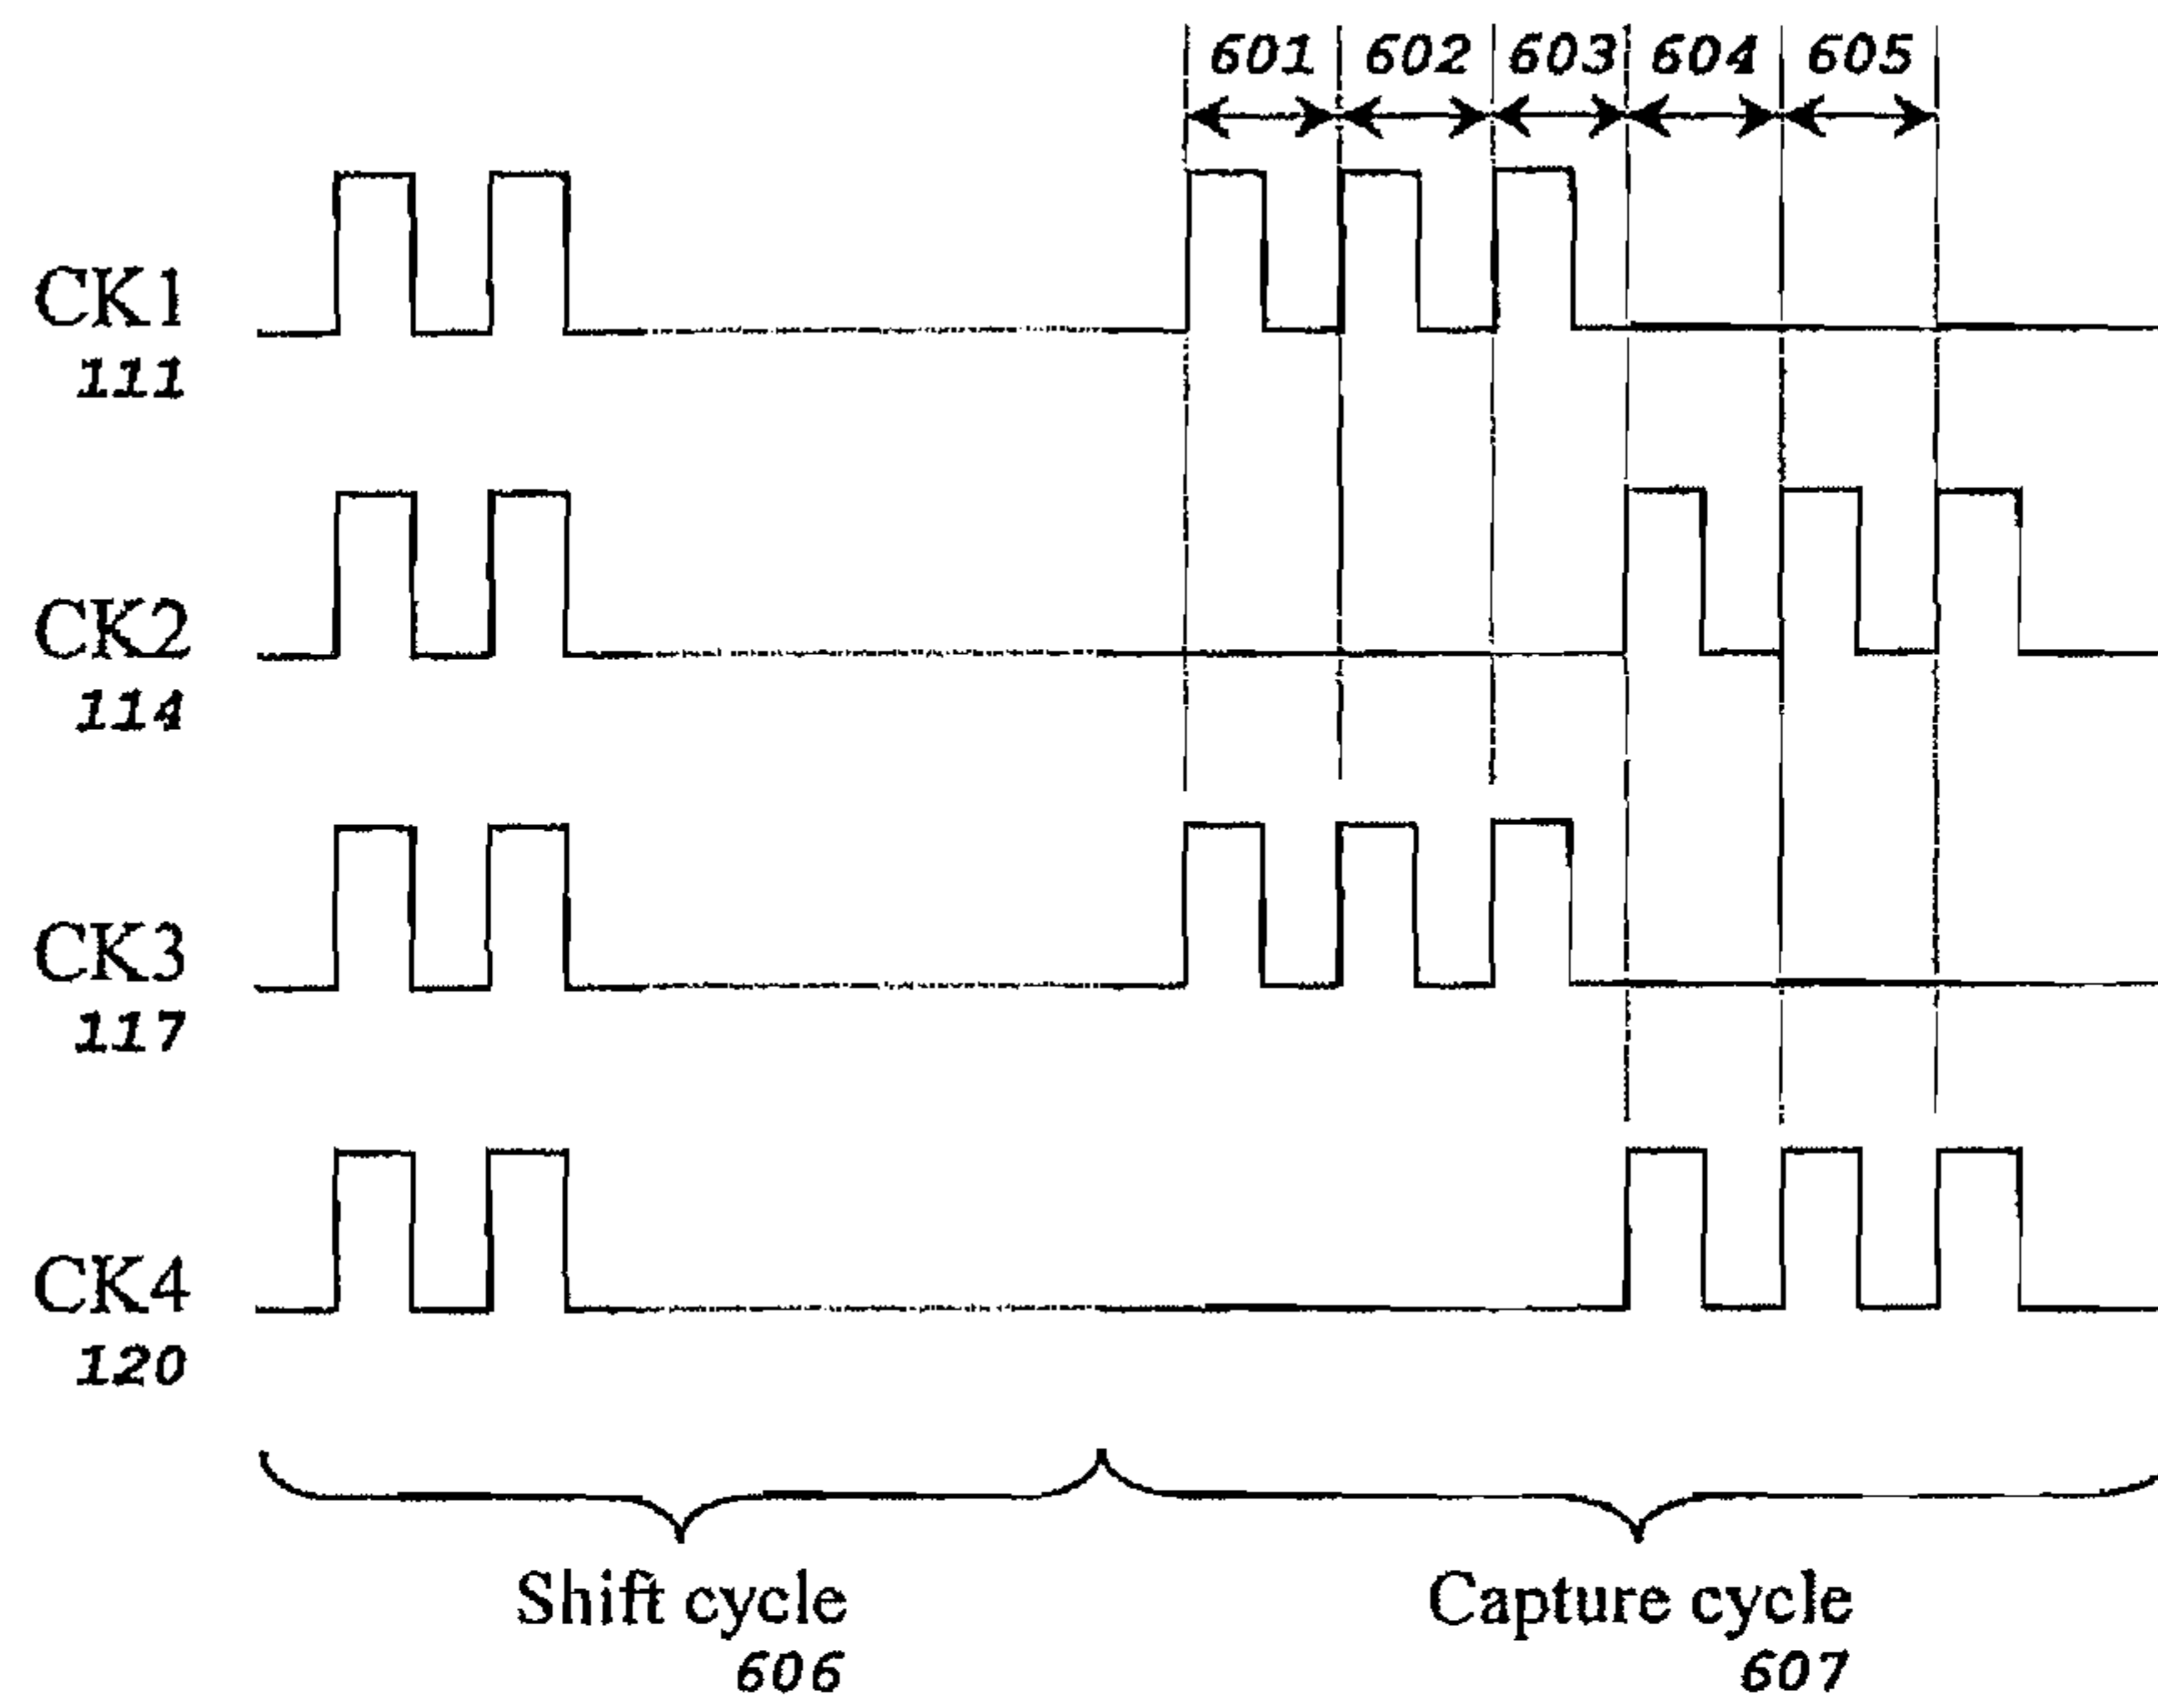 601 602 603 604 605
CK1
111
CK2
114
CK3
117
CK4
120
Shift cycle
606
Capture cycle
607